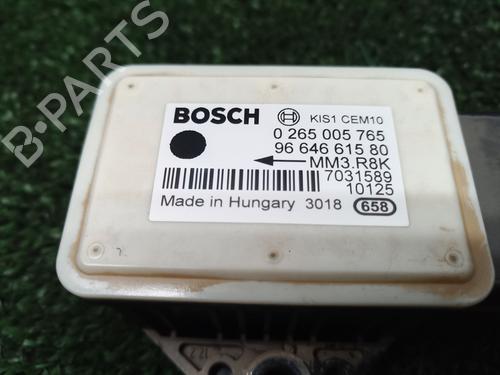 BOSCH KIS1 CEM10
0 265 005 765
96 646 615 80
MM3.R8K
7031589
10125
Made in Hungary 3018 658
B-PARTS